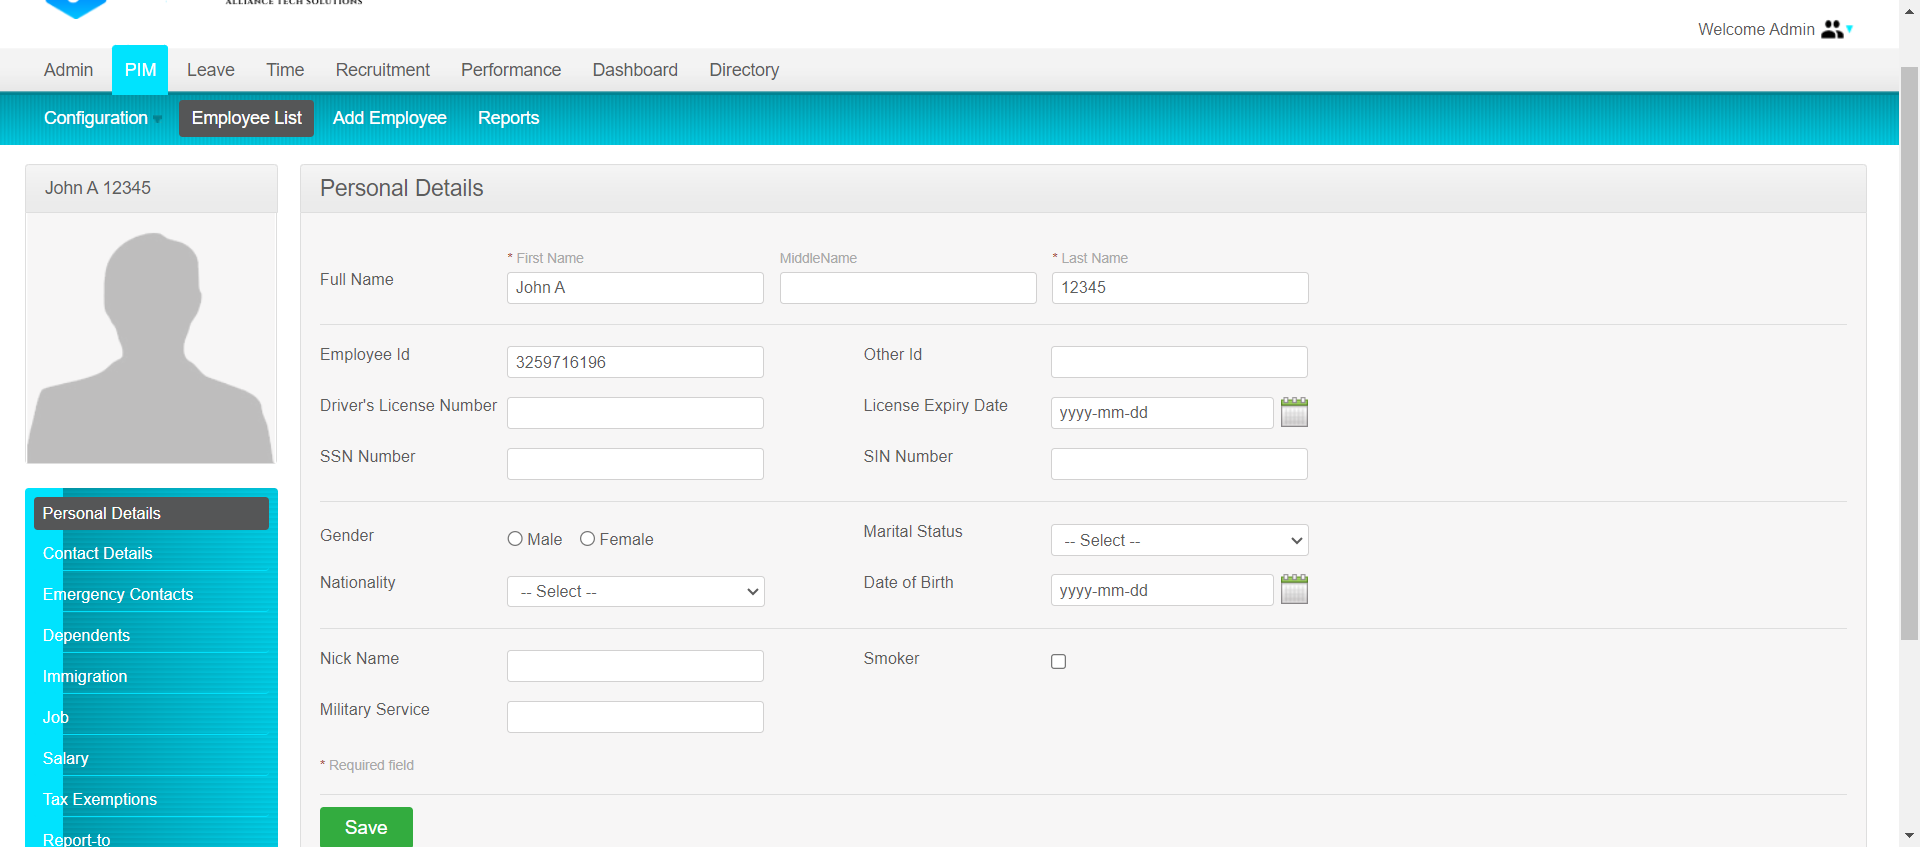 ALLIANCE TECH SOLUTIONS
Welcome Admin
Admin PIM Leave Time Recruitment Performance Dashboard Directory
Configuration Employee List Add Employee Reports
John A 12345
Personal Details
* First Name MiddleName * Last Name
Full Name John A 12345
Employee Id 3259716196 Other Id
Driver's License Number License Expiry Date yyyy-mm-dd
SSN Number SIN Number
Gender Male Female Marital Status -- Select --
Nationality -- Select -- Date of Birth yyyy-mm-dd
Nick Name Smoker
Military Service
* Required field
Save
Personal Details
Contact Details
Emergency Contacts
Dependents
Immigration
Job
Salary
Tax Exemptions
Report-to